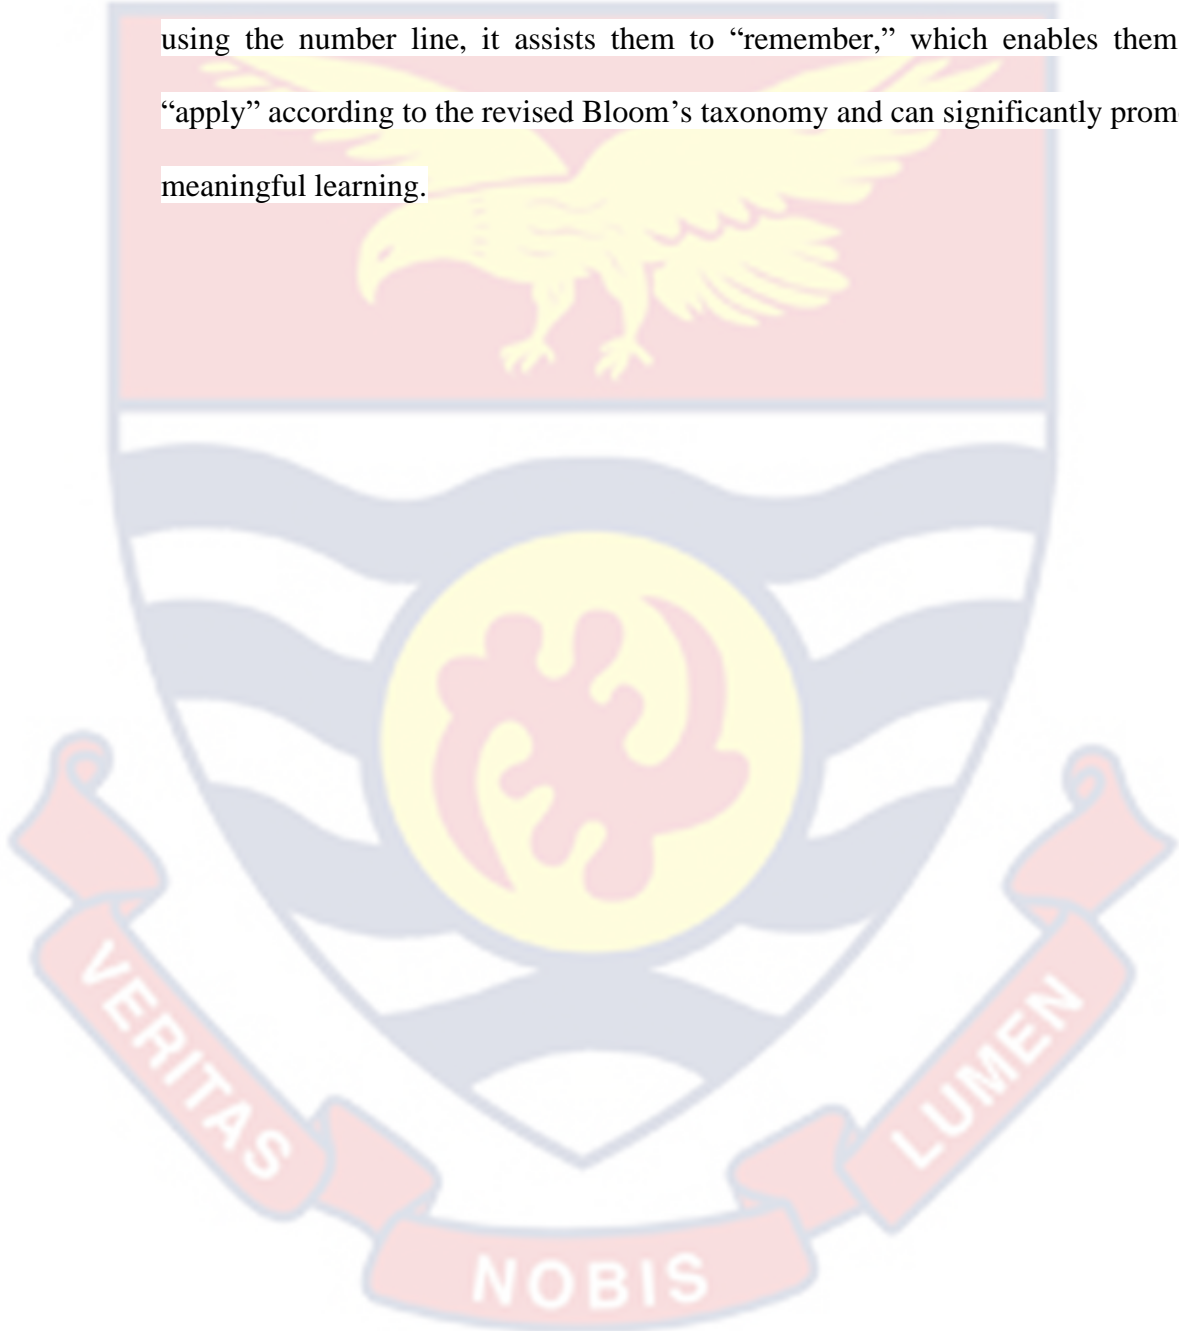 using the number line, it assists them to “remember,” which enables them
“apply” according to the revised Bloom’s taxonomy and can significantly
meaningful learning.
VERITAS
NOBIS
LUMEN